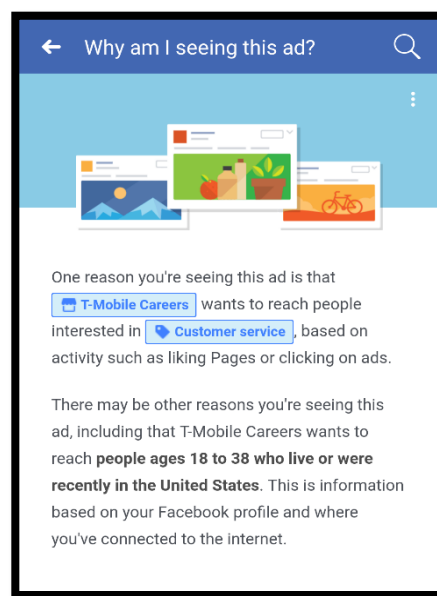 Why am I seeing this ad?
One reason you're seeing this ad is that
T-Mobile Careers wants to reach people
interested in Customer service, based on
activity such as liking Pages or clicking on ads.
There may be other reasons you're seeing this
ad, including that T-Mobile Careers wants to
reach people ages 18 to 38 who live or were
recently in the United States. This is information
based on your Facebook profile and where
you've connected to the internet.